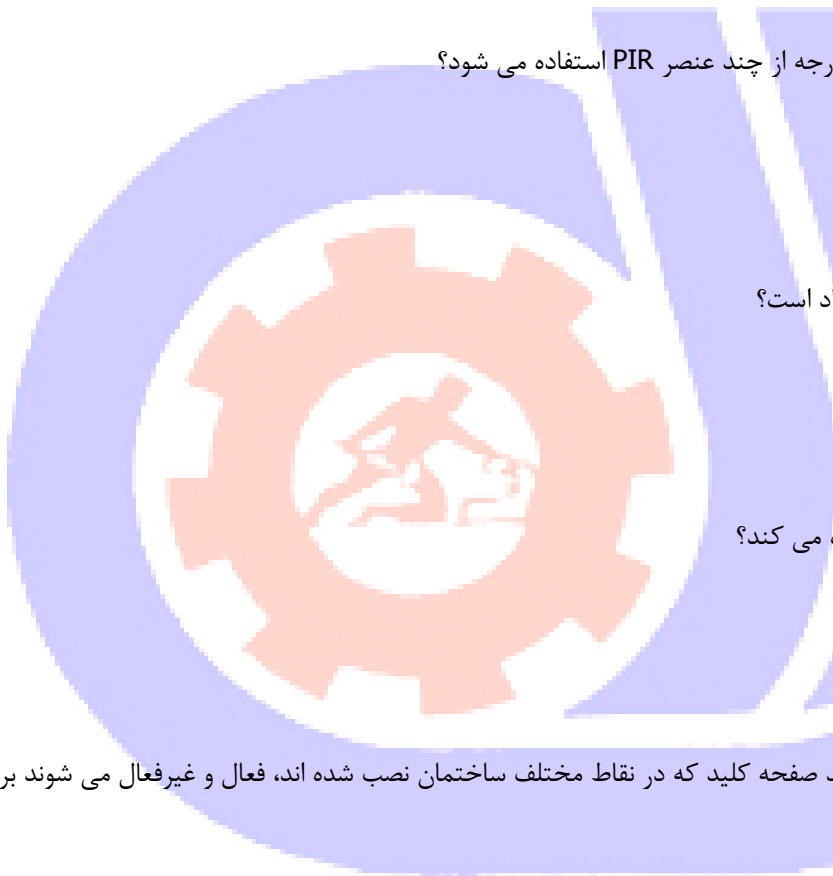 رجه از چند عنصر PIR استفاده می شود؟
اد است؟
می کند؟
صفحه کلید که در نقاط مختلف ساختمان نصب شده اند، فعال و غیرفعال می شوند بر